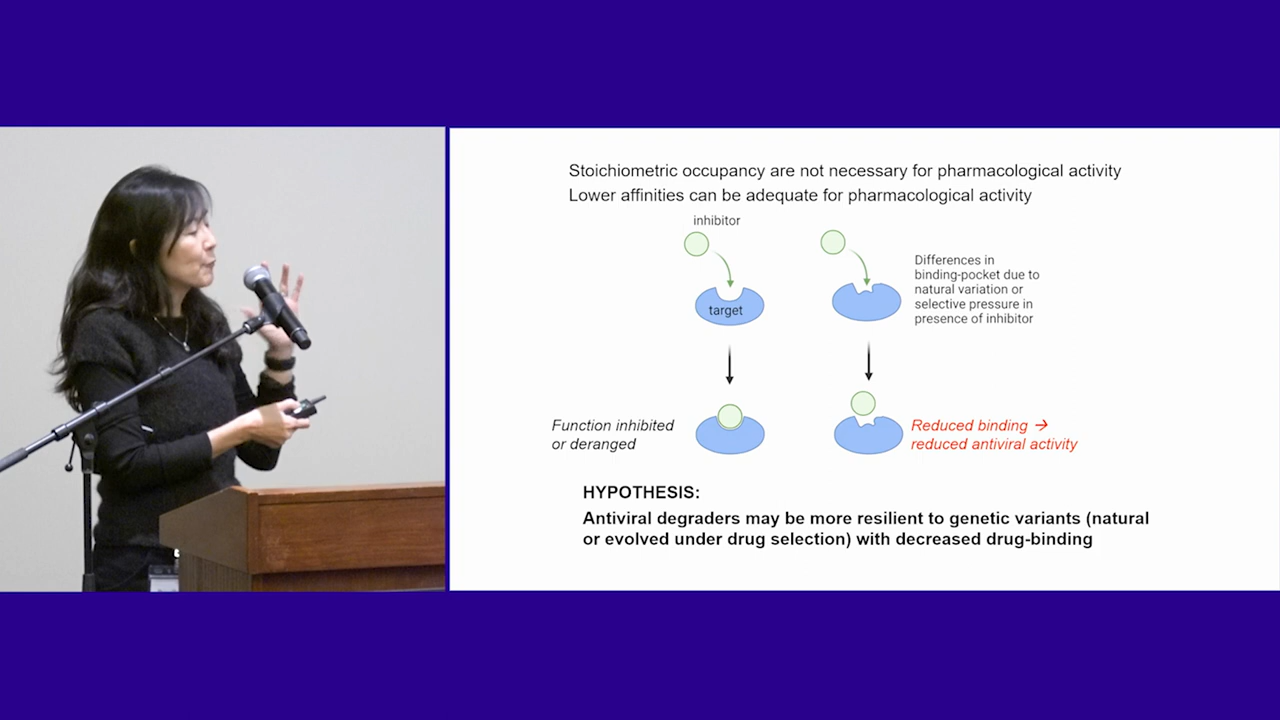 Stoichiometric occupancy are not necessary for pharmacological activity
Lower affinities can be adequate for pharmacological activity
inhibitor
target
Differences in
binding-pocket due to
natural variation or
selective pressure in
presence of inhibitor
Function inhibited
or deranged
Reduced binding →
reduced antiviral activity
HYPOTHESIS:
Antiviral degraders may be more resilient to genetic variants (natural
or evolved under drug selection) with decreased drug-binding